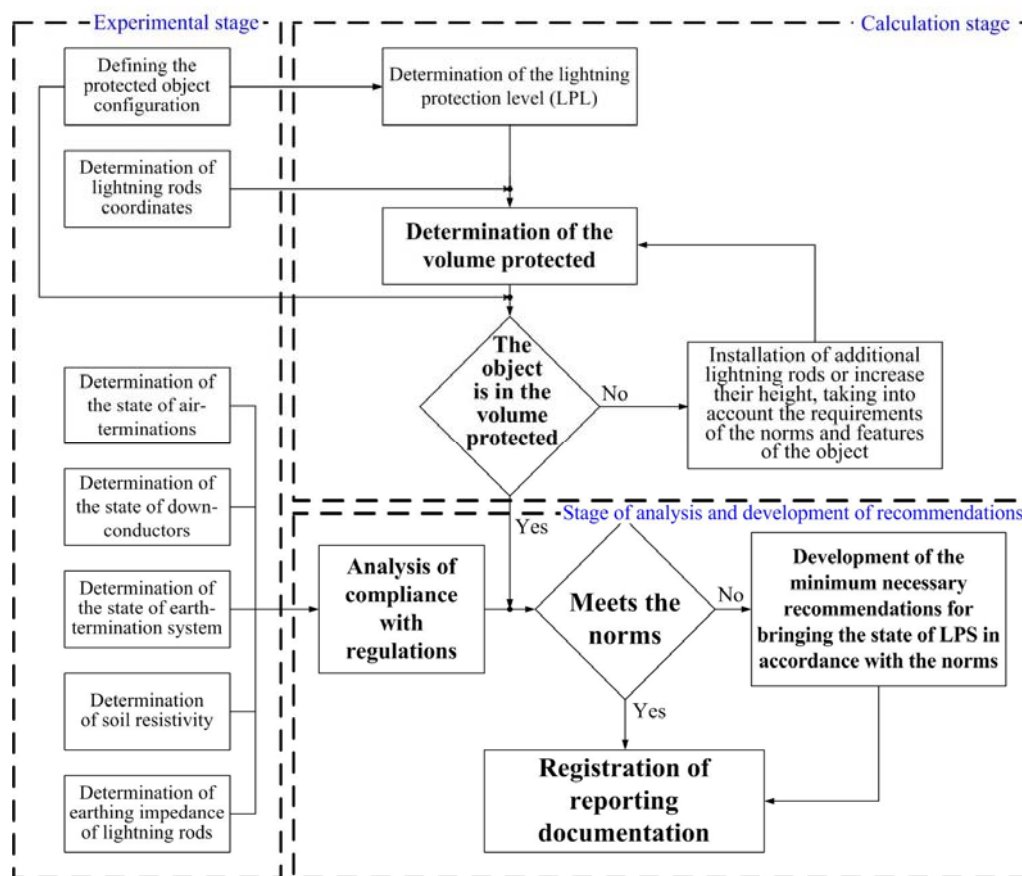 Experimental stage
Defining the
protected object
configuration
Determination of
lightning rods
coordinates
Determination of
the state of air-
terminations
Determination of
the state of down-
conductors
Determination of
the state of earth-
termination system
Determination
of soil resistivity
Determination of
earthing impedance
of lightning rods
Calculation stage
Determination of the lightning
protection level (LPL)
Determination of the
volume protected
The
object
is in the
volume
protected
No
Installation of additional
lightning rods or increase
their height, taking into
account the requirements
of the norms and features
of the object
Yes
Stage of analysis and development of recommendations
Analysis of
compliance
with
regulations
Meets the
norms
No
Development of the
minimum necessary
recommendations for
bringing the state of LPS in
accordance with the norms
Yes
Registration of
reporting
documentation